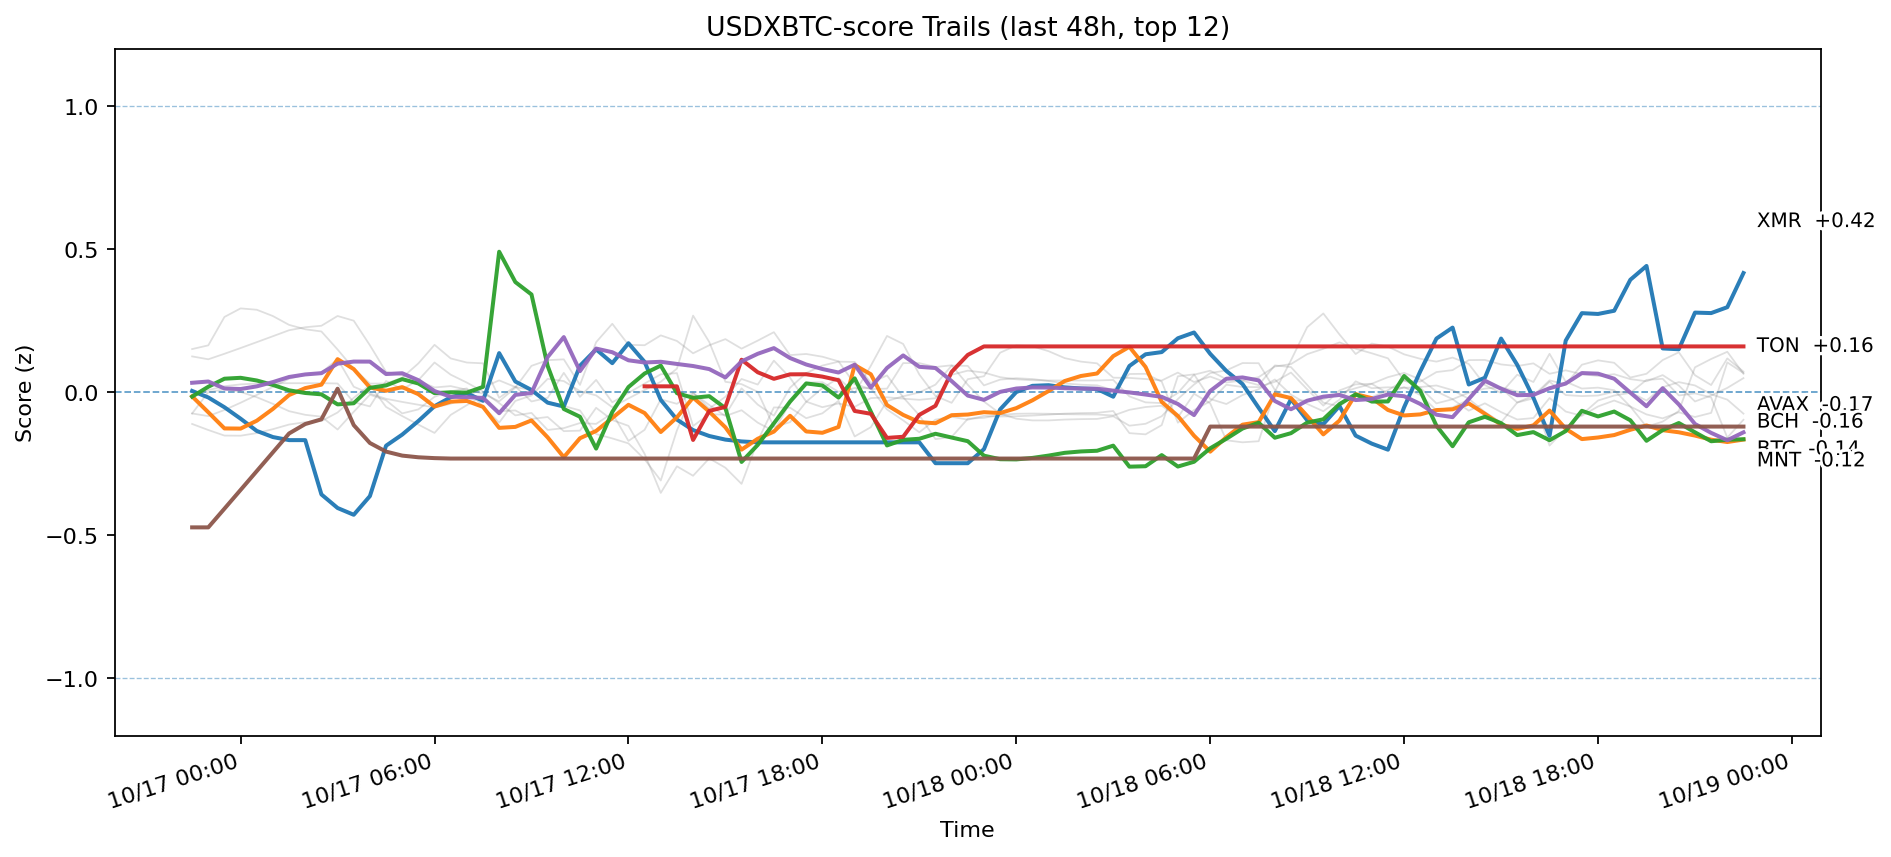 USDXBTC-score Trails (last 48h, top 12)
1.0
0.5
0.0
−0.5
−1.0
Score (z)
XMR +0.42
TON +0.16
AVAX -0.17
BCH -0.16
BTC -0.14
MNT -0.12
10/17 00:00
10/17 06:00
10/17 12:00
10/17 18:00
10/18 00:00
10/18 06:00
10/18 12:00
10/18 18:00
10/19 00:00
Time